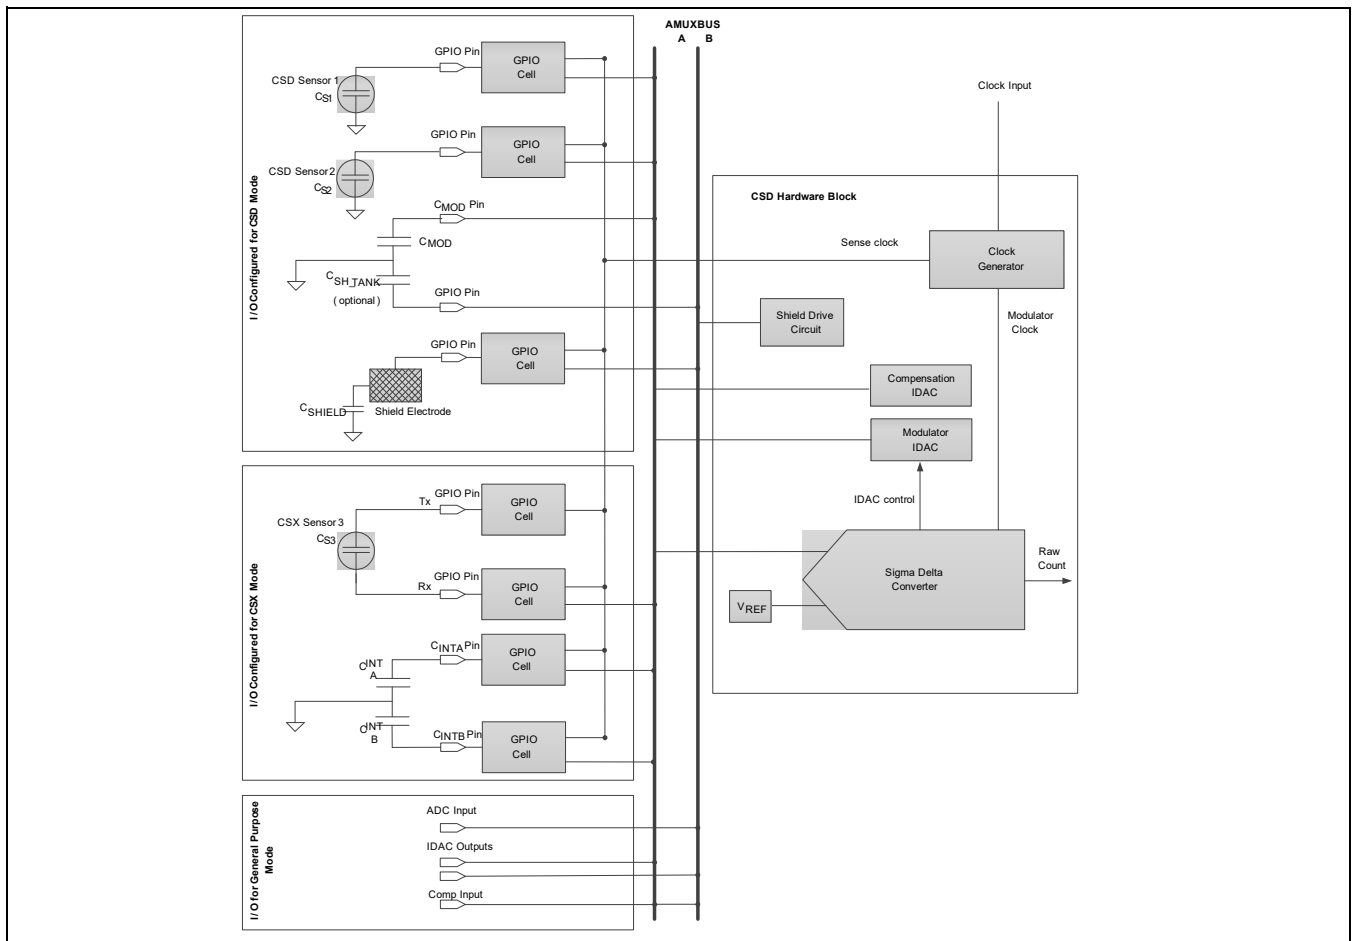 AMUXBUS
A B
I/O Configured for CSD Mode
GPIO Pin
GPIO
Cell
CSD Sensor 1
CS1
GPIO Pin
GPIO
Cell
CSD Sensor2
CS2
CMOD Pin
CMOD
CSH_TANK
( optional )
GPIO Pin
GPIO Pin
GPIO
Cell
CSHIELD
Shield Electrode
I/O Configured for CSX Mode
GPIO Pin
Tx
GPIO
Cell
CSX Sensor 3
CS3
GPIO Pin
Rx
GPIO
Cell
CINTA Pin
GPIO
Cell
CINT
A
CINT
B
CINTB Pin
GPIO
Cell
I/O for General Purpose
Mode
ADC Input
IDAC Outputs
Comp Input
Clock Input
CSD Hardware Block
Sense clock
Clock
Generator
Shield Drive
Circuit
Modulator
Clock
Compensation
IDAC
Modulator
IDAC
IDAC control
Sigma Delta
Converter
Raw
Count
VREF